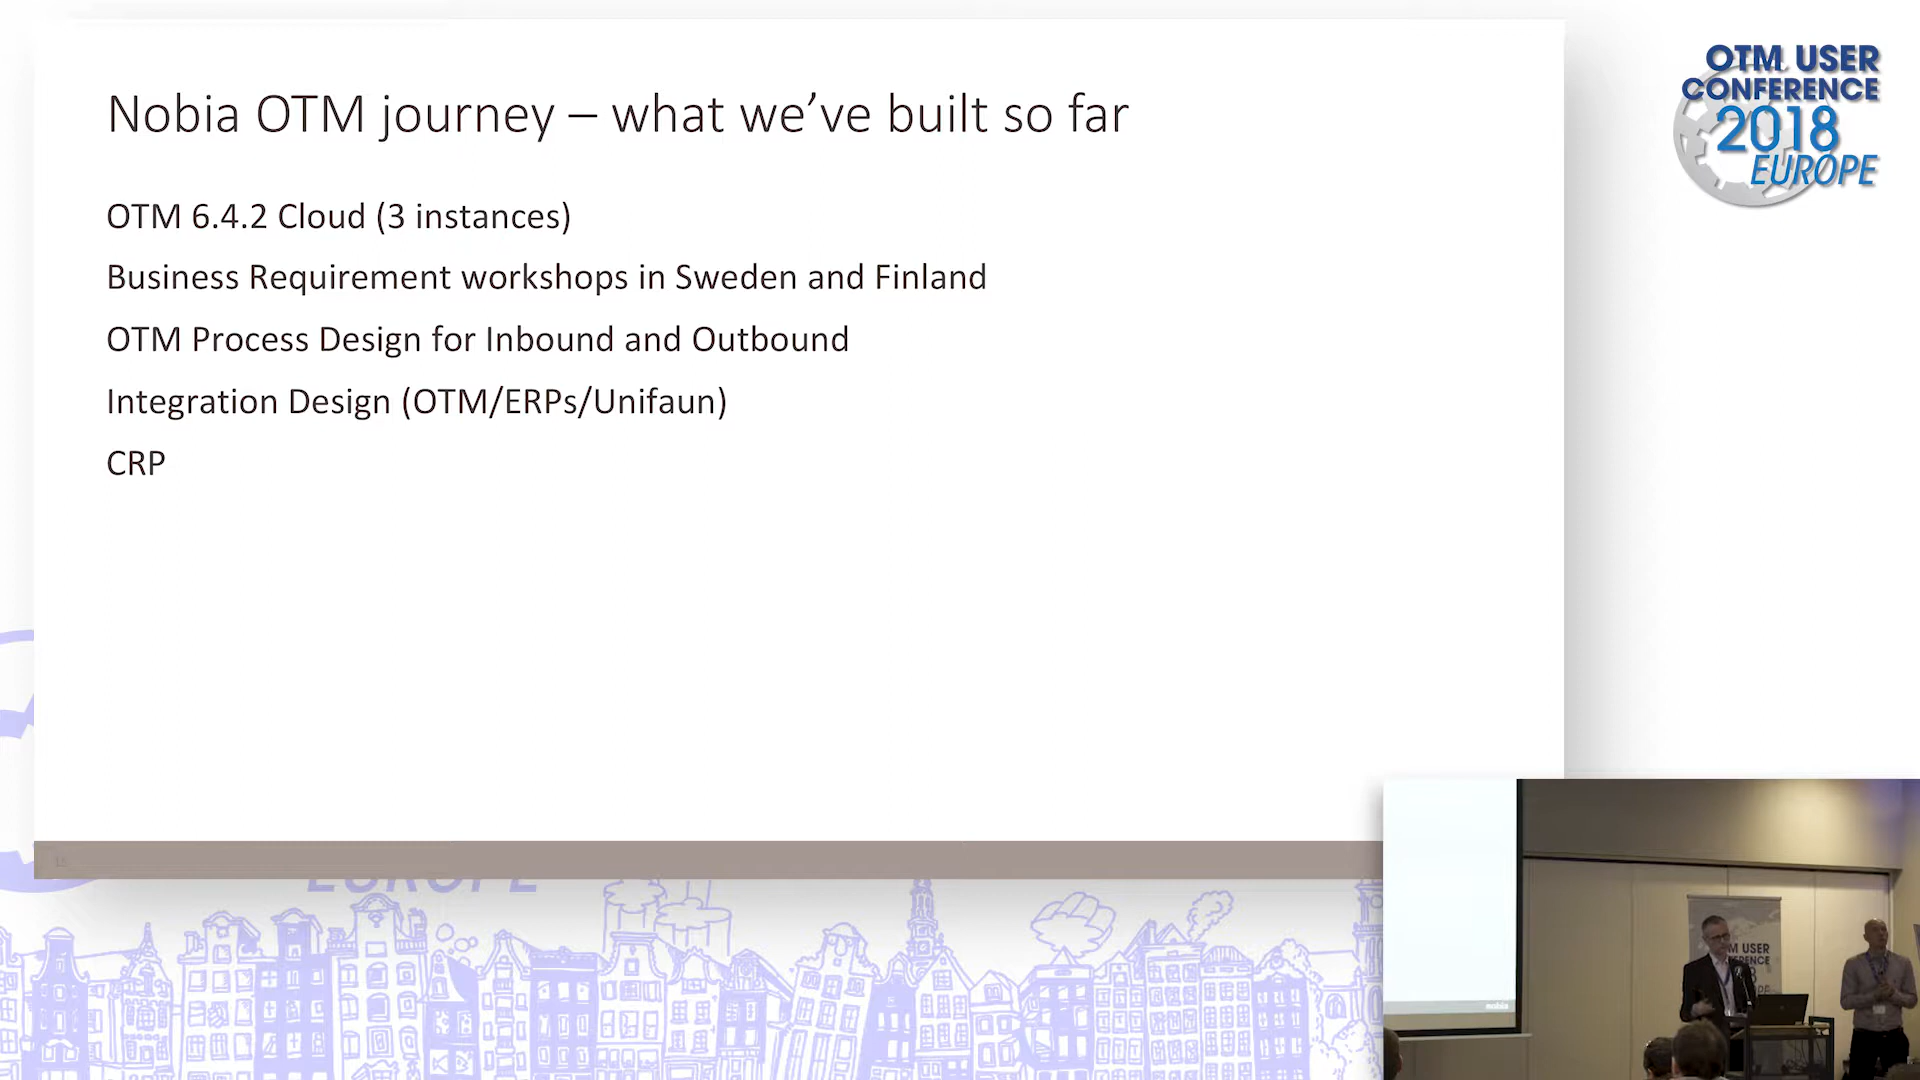 Nobia OTM journey – what we’ve built so far
OTM USER
CONFERENCE
2018
EUROPE
OTM 6.4.2 Cloud (3 instances)
Business Requirement workshops in Sweden and Finland
OTM Process Design for Inbound and Outbound
Integration Design (OTM/ERPs/Unifaun)
CRP
EUROPE
nobia